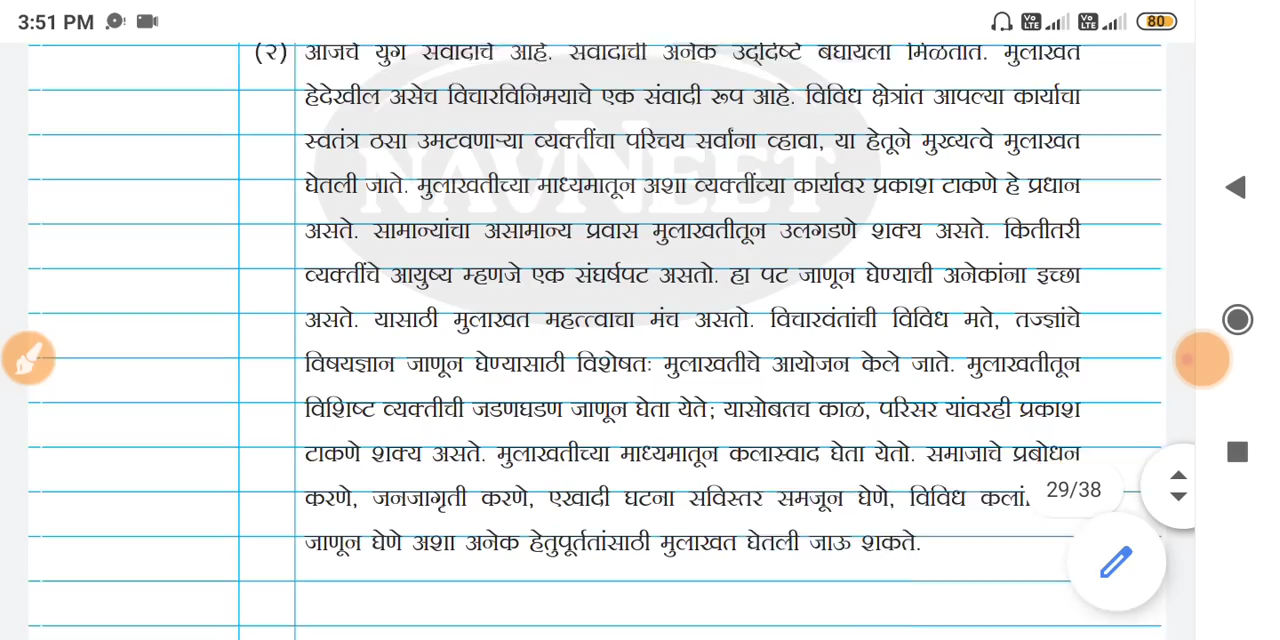 3:51 PM
Vo LTE
Vo LTE
80
(२) आजचे युग संवादाचे आहे. संवादाची अनेक उद्दिष्टे बघायला मिळतात. मुलाखत
हेदेखील असेच विचारविनिमयाचे एक संवादी रूप आहे. विविध क्षेत्रांत आपल्या कार्याचा
स्वतंत्र ठसा उमटवणाऱ्या व्यक्तींचा परिचय सर्वांना व्हावा, या हेतूने मुख्यत्वे मुलाखत
घेतली जाते. मुलाखतीच्या माध्यमातून अशा व्यक्तींच्या कार्यावर प्रकाश टाकणे हे प्रधान
असते. सामान्यांचा असामान्य प्रवास मुलाखतीतून उलगडणे शक्य असते. कितीतरी
व्यक्तींचे आयुष्य म्हणजे एक संघर्षपट असतो. हा पट जाणून घेण्याची अनेकांना इच्छा
असते. यासाठी मुलाखत महत्त्वाचा मंच असतो. विचारवंतांची विविध मते, तज्ज्ञांचे
विषयज्ञान जाणून घेण्यासाठी विशेषतः मुलाखतीचे आयोजन केले जाते. मुलाखतीतून
विशिष्ट व्यक्तीची जडणघडण जाणून घेता येते; यासोबतच काळ, परिसर यांवरही प्रकाश
टाकणे शक्य असते. मुलाखतीच्या माध्यमातून कलास्वाद घेता येतो. समाजाचे प्रबोधन
करणे, जनजागृती करणे, एखादी घटना सविस्तर समजून घेणे, विविध
जाणून घेणे अशा अनेक हेतुपूर्ततांसाठी मुलाखत घेतली जाऊ शकते.
29/38
NAVNEET